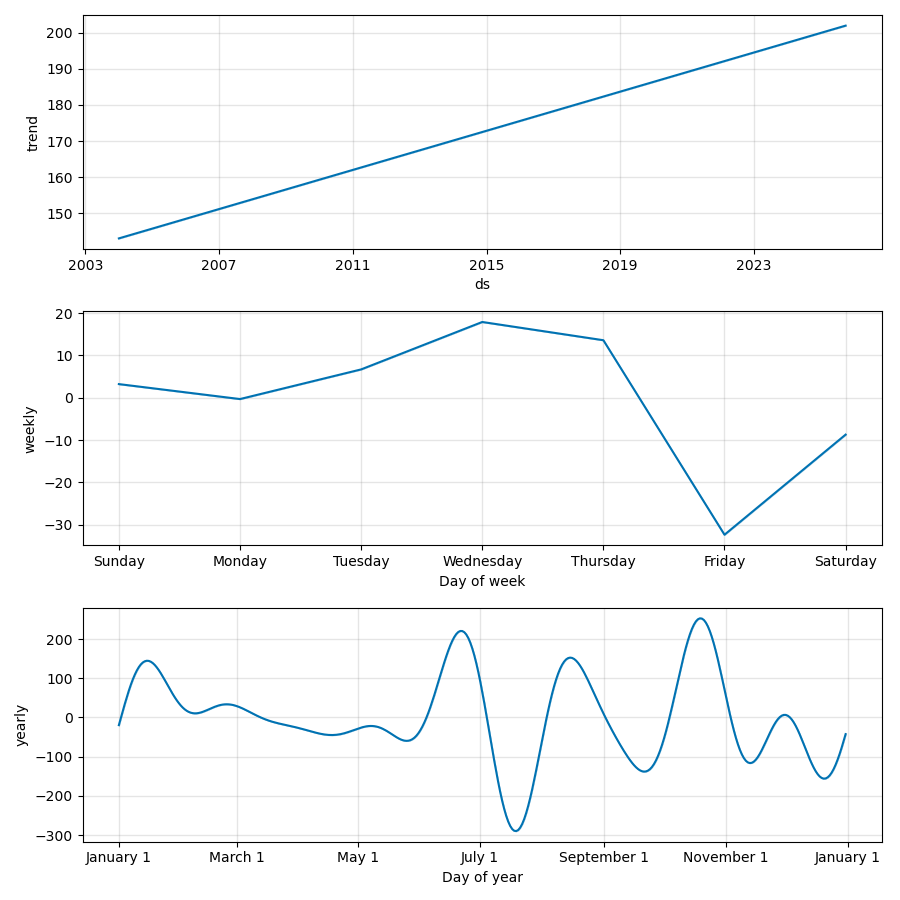 200
190
180
170
160
150
trend
2003 2007 2011 2015 2019 2023
ds
20
10
0
−10
−20
−30
weekly
Sunday Monday Tuesday Wednesday Thursday Friday Saturday
Day of week
200
100
0
−100
−200
−300
yearly
January 1 March 1 May 1 July 1 September 1 November 1 January 1
Day of year